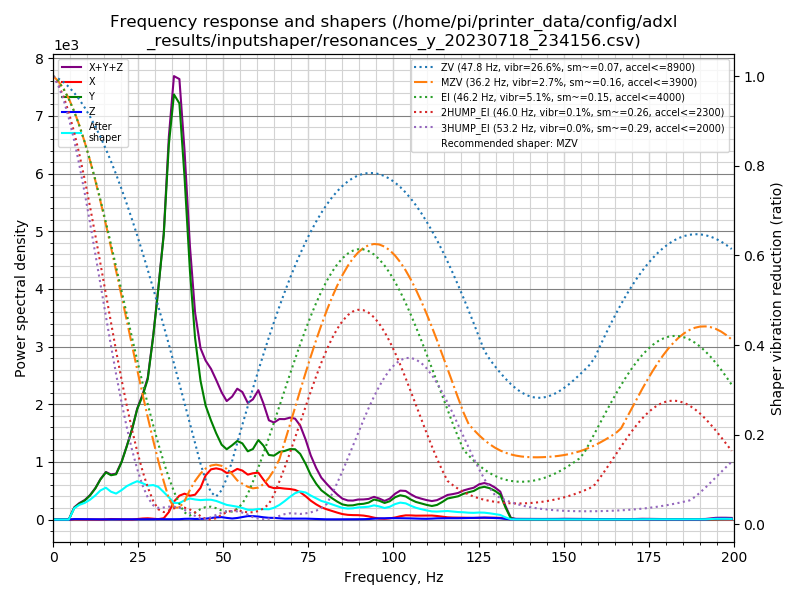 Frequency response and shapers (/home/pi/printer_data/config/adxl
_results/inputshaper/resonances_y_20230718_234156.csv)
1e3
X+Y+Z
X
Y
Z
After
shaper
ZV (47.8 Hz, vibr=26.6%, sm~=0.07, accel<=8900)
MZV (36.2 Hz, vibr=2.7%, sm~=0.16, accel<=3900)
EI (46.2 Hz, vibr=5.1%, sm~=0.15, accel<=4000)
2HUMP_EI (46.0 Hz, vibr=0.1%, sm~=0.26, accel<=2300)
3HUMP_EI (53.2 Hz, vibr=0.0%, sm~=0.29, accel<=2000)
Recommended shaper: MZV
8
7
6
5
4
3
2
1
0
Power spectral density
1.0
0.8
0.6
0.4
0.2
0.0
Shaper vibration reduction (ratio)
0 25 50 75 100 125 150 175 200
Frequency, Hz